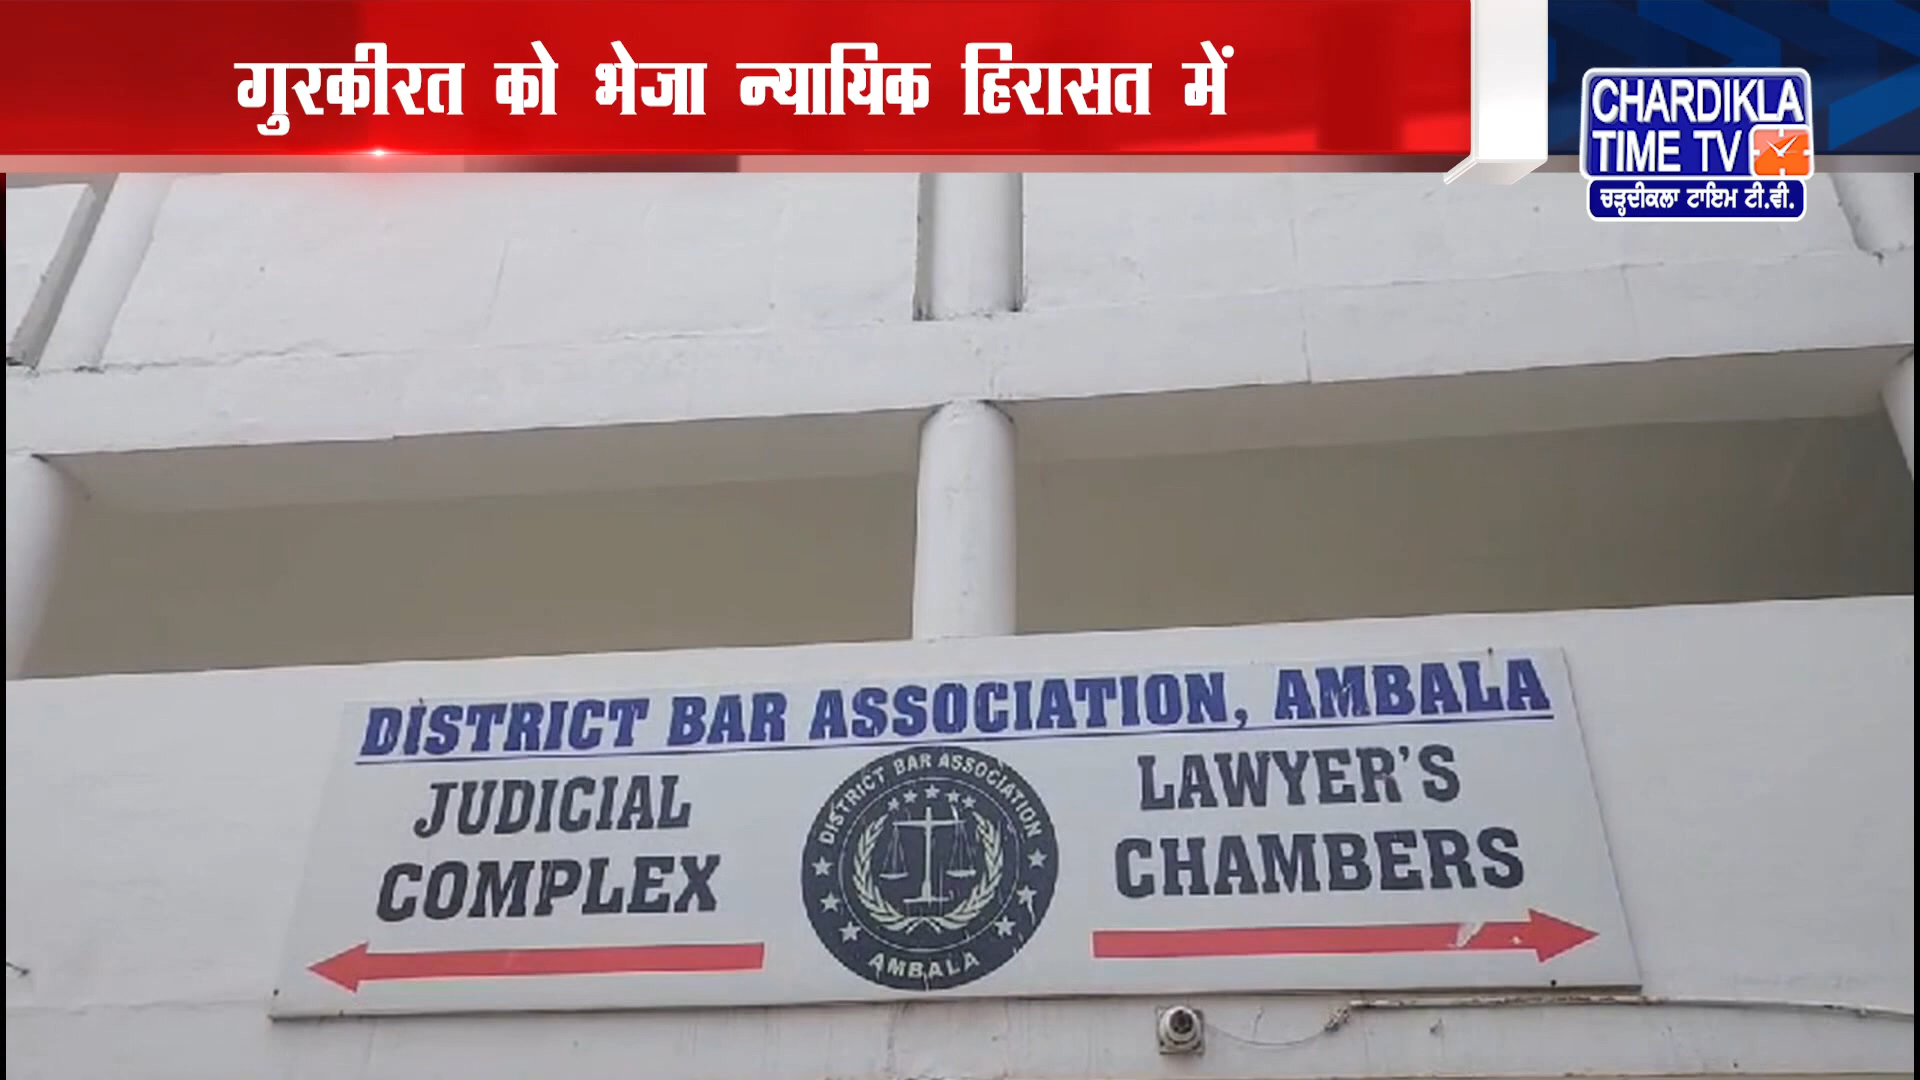 गुरकीरत को भेजा न्यायिक हिरासत में
CHARDIKLA
TIME TV
ਚੜ੍ਹਦੀਕਲਾ ਟਾਇਮ ਟੀ.ਵੀ.
DISTRICT BAR ASSOCIATION, AMBALA
JUDICIAL
COMPLEX
DISTRICT BAR ASSOCIATION
AMBALA
LAWYER'S
CHAMBERS